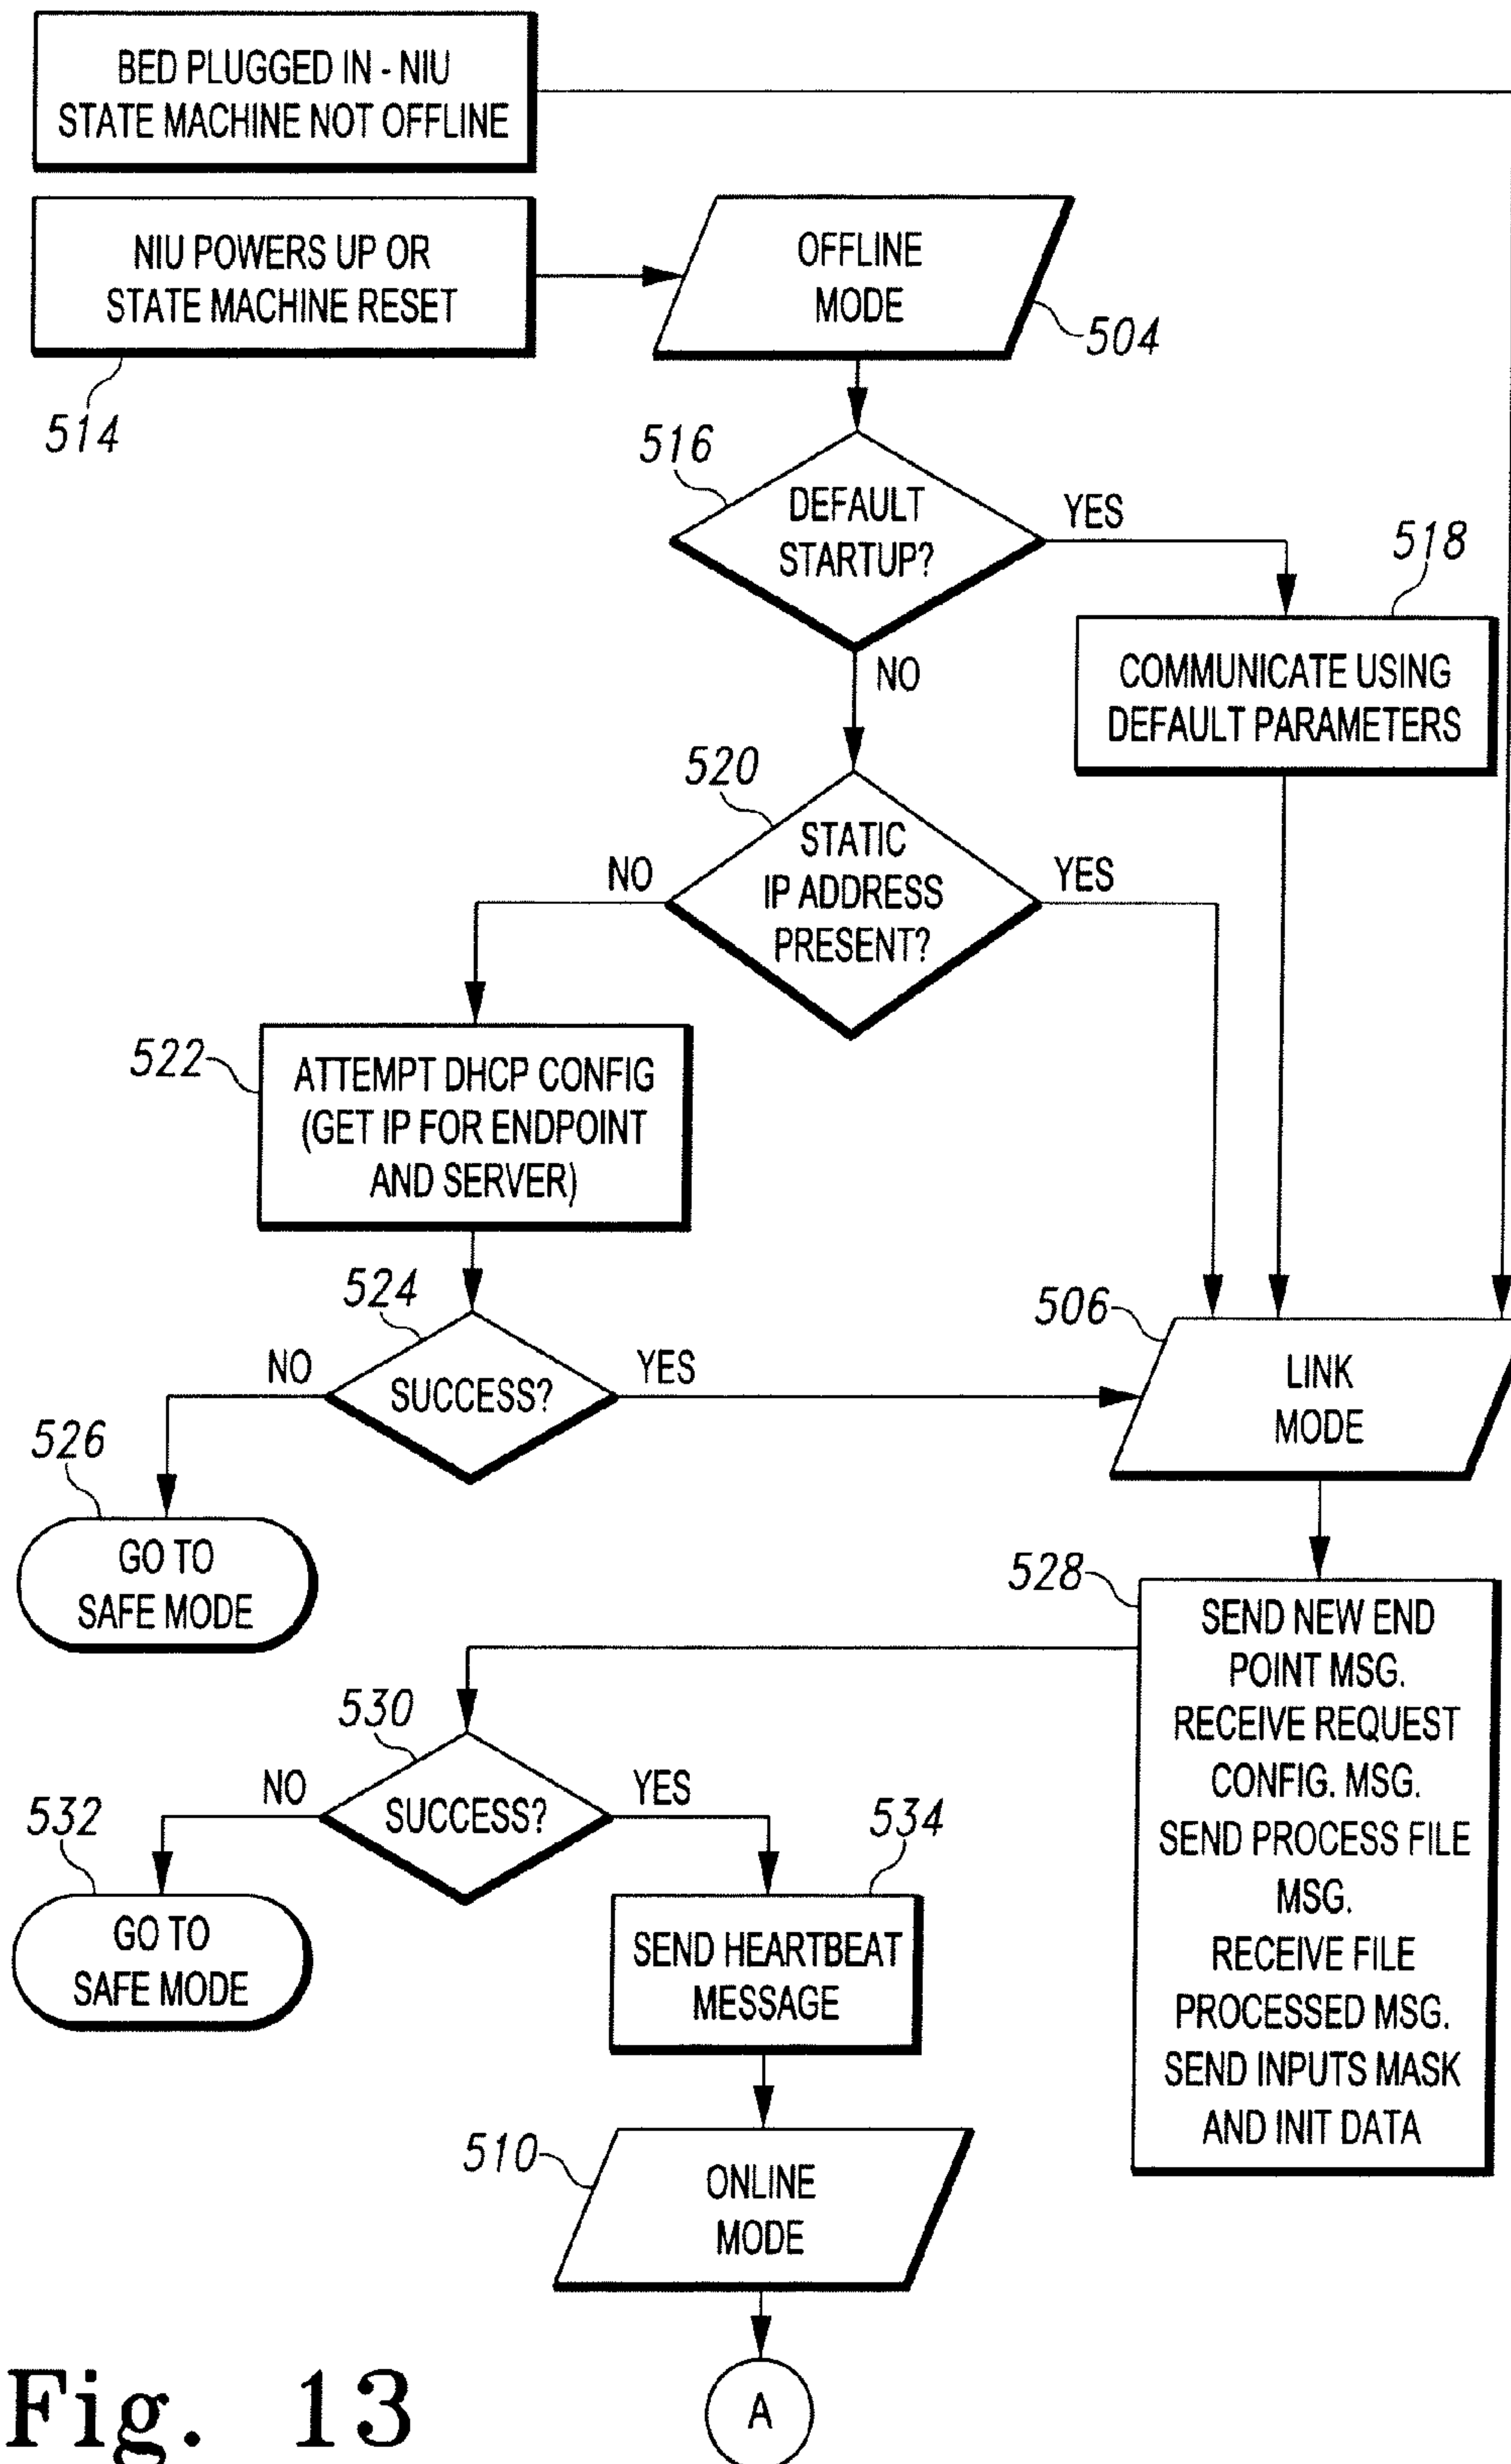 BED PLUGGED IN - NIU
STATE MACHINE NOT OFFLINE
NIU POWERS UP OR
STATE MACHINE RESET
514
OFFLINE
MODE
504
516
DEFAULT
STARTUP?
YES
NO
518
COMMUNICATE USING
DEFAULT PARAMETERS
520
STATIC
IP ADDRESS
PRESENT?
NO
YES
522
ATTEMPT DHCP CONFIG
(GET IP FOR ENDPOINT
AND SERVER)
524
SUCCESS?
NO
YES
506
LINK
MODE
526
GO TO
SAFE MODE
528
SEND NEW END
POINT MSG.
RECEIVE REQUEST
CONFIG. MSG.
SEND PROCESS FILE
MSG.
RECEIVE FILE
PROCESSED MSG.
SEND INPUTS MASK
AND INIT DATA
530
SUCCESS?
NO
YES
532
GO TO
SAFE MODE
534
SEND HEARTBEAT
MESSAGE
510
ONLINE
MODE
A
Fig. 13